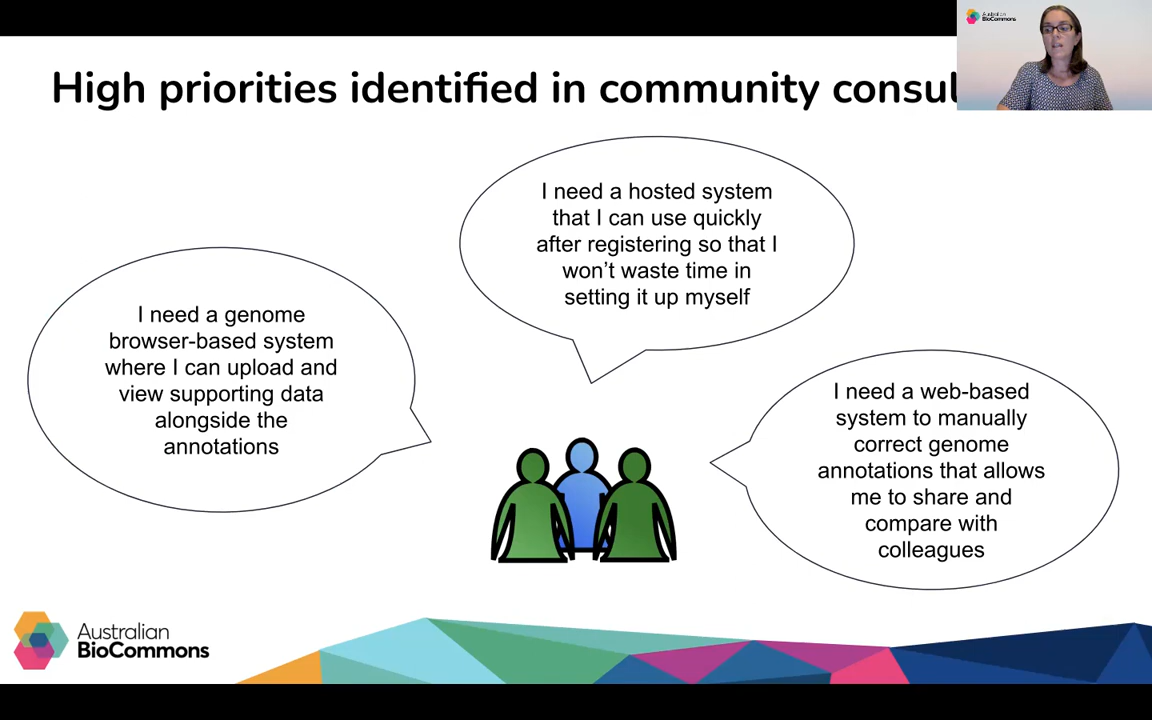 Australian
BioCommons
High priorities identified in community consul
I need a hosted system
that I can use quickly
after registering so that I
won’t waste time in
setting it up myself
I need a genome
browser-based system
where I can upload and
view supporting data
alongside the
annotations
I need a web-based
system to manually
correct genome
annotations that allows
me to share and
compare with
colleagues
Australian
BioCommons